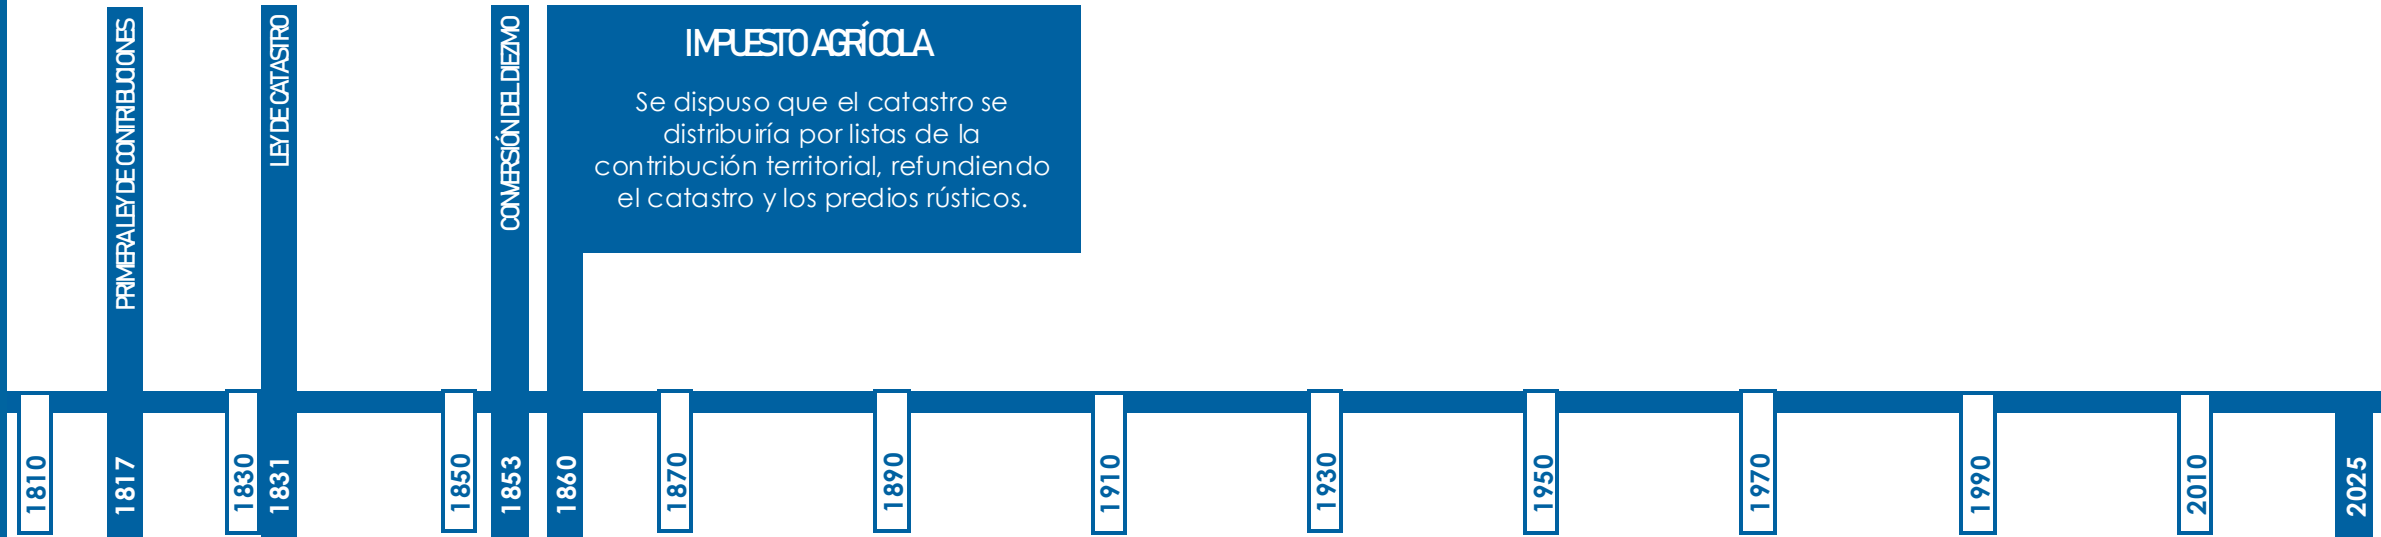 PRIMERA LEY DE CONTRIBUCIONES
LEY DE CATASTRO
CONVERSIÓN DEL DIEZMO
IMPUESTO AGRÍCOLA
Se dispuso que el catastro se
distribuiría por listas de la
contribución territorial, refundiendo
el catastro y los predios rústicos.
1810
1817
1830
1831
1850
1853
1860
1870
1890
1910
1930
1950
1970
1990
2010
2025